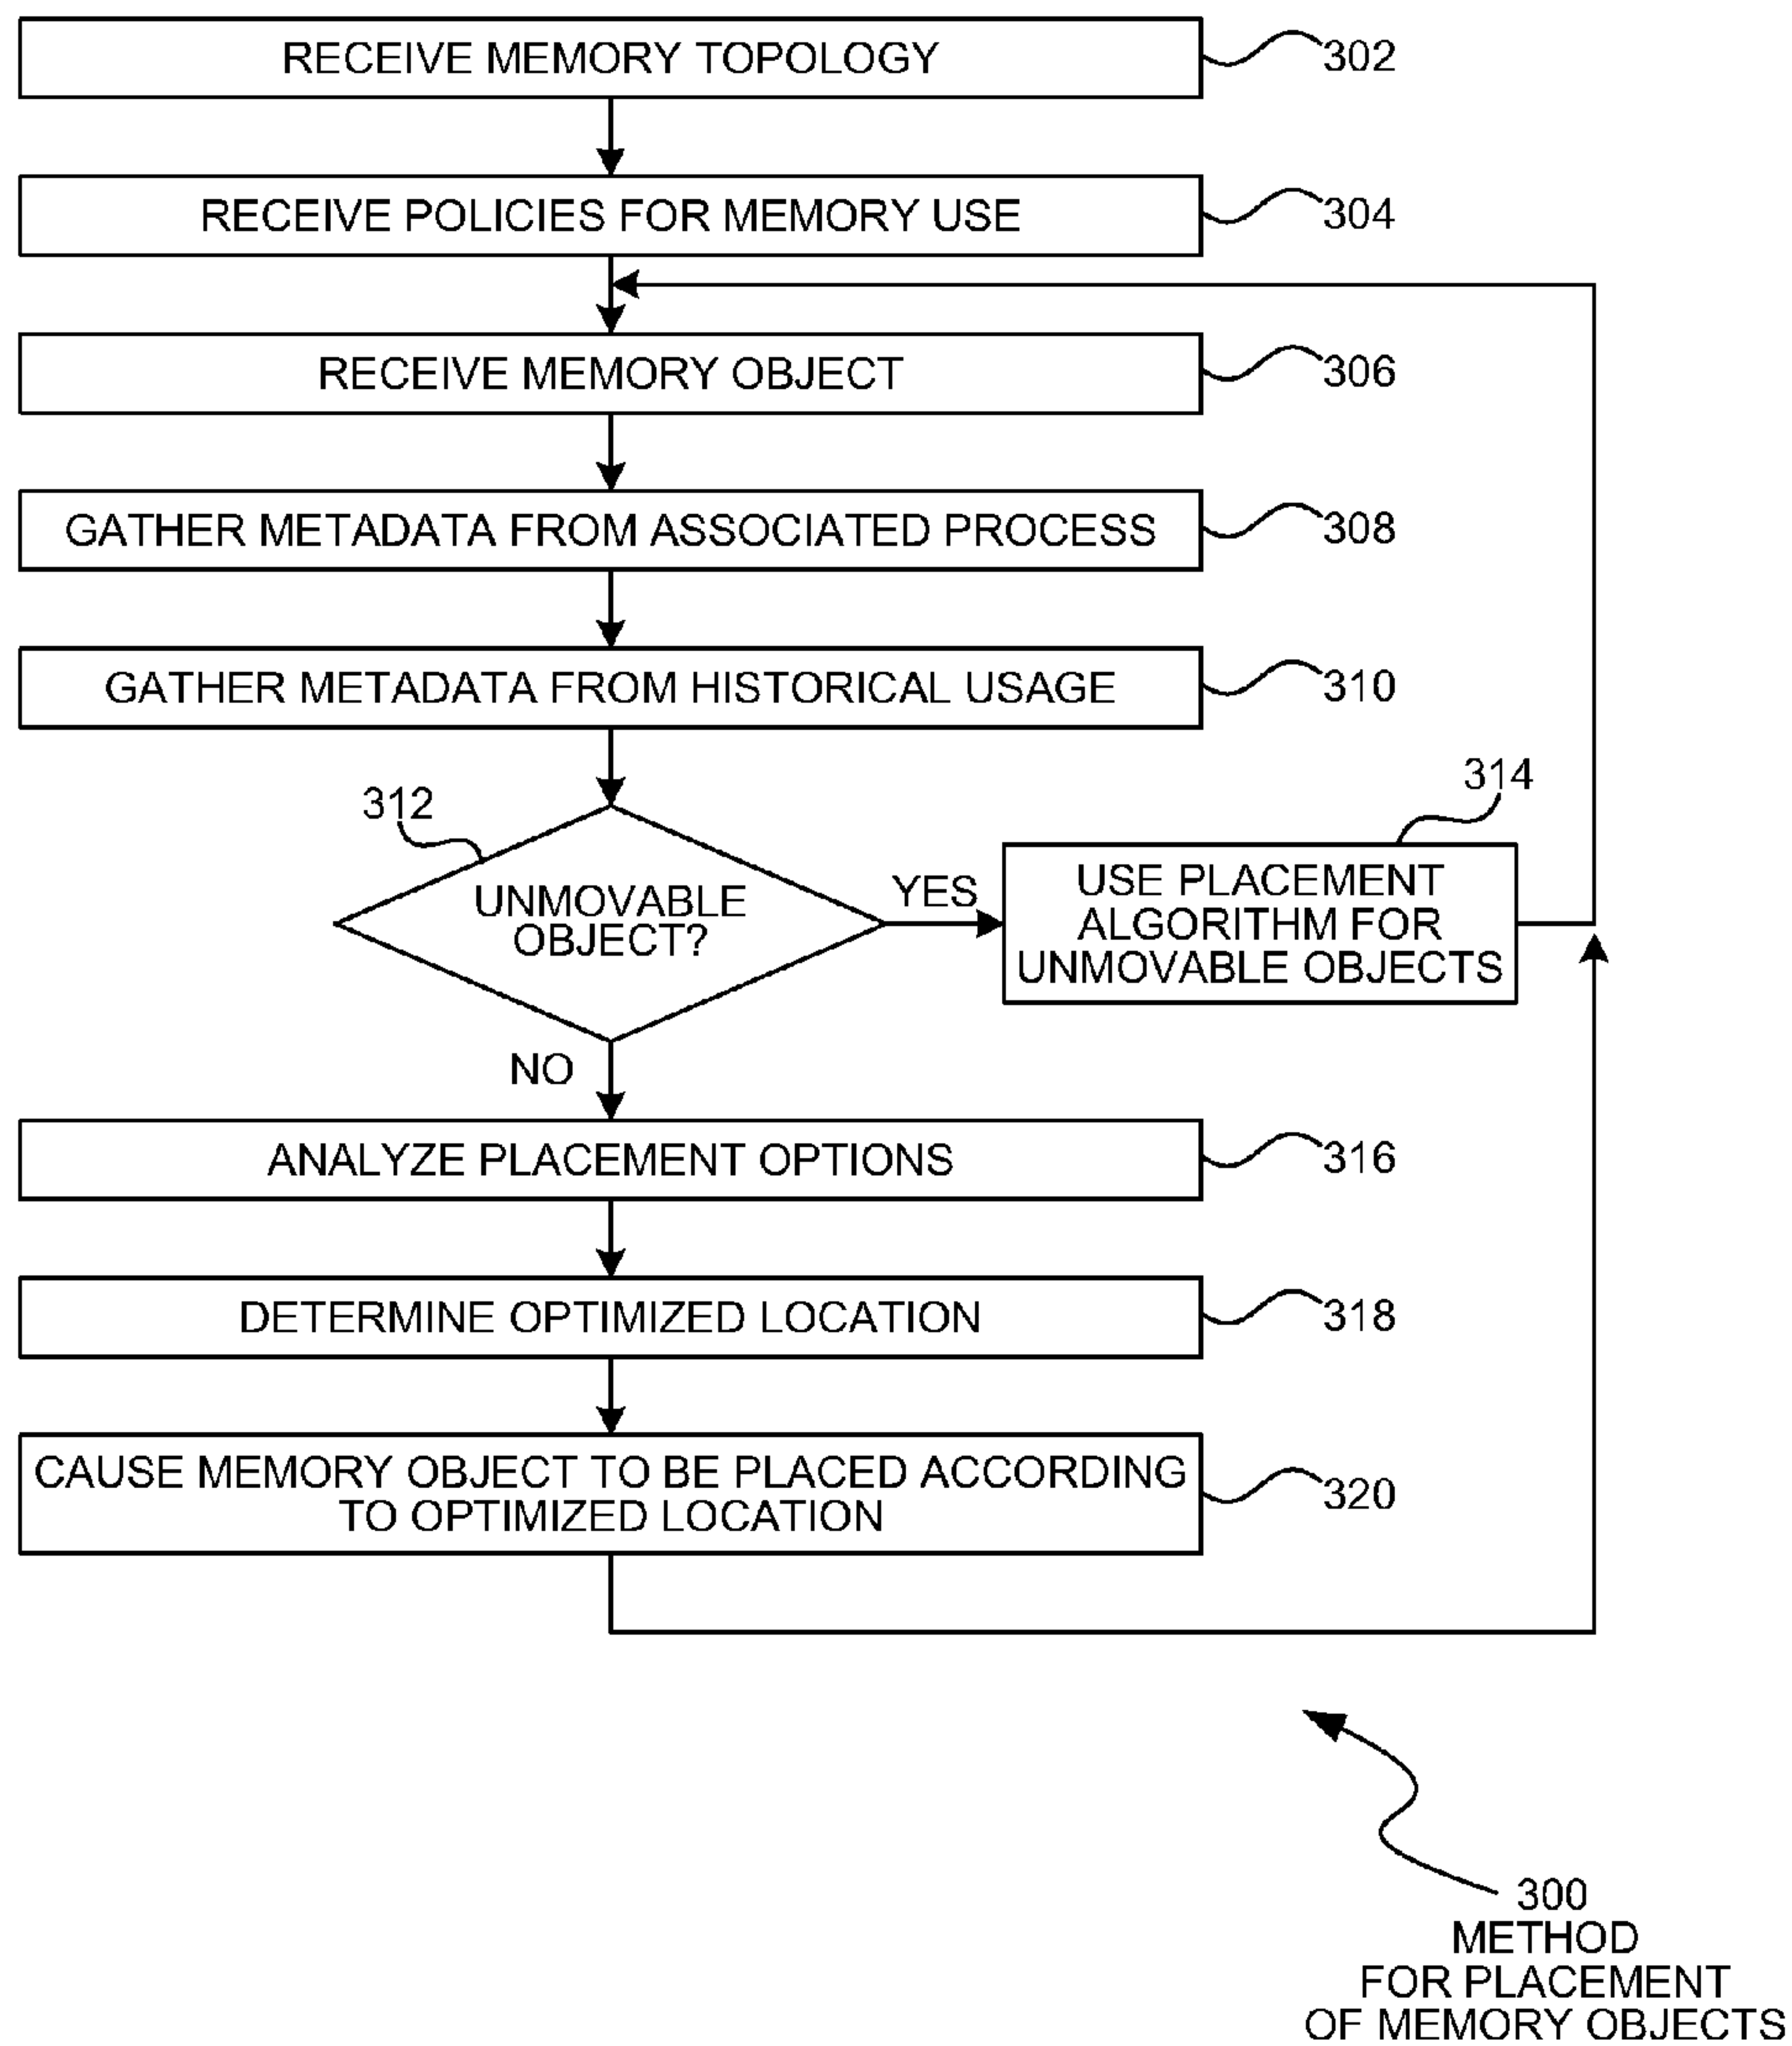 RECEIVE MEMORY TOPOLOGY
302
RECEIVE POLICIES FOR MEMORY USE
304
RECEIVE MEMORY OBJECT
306
GATHER METADATA FROM ASSOCIATED PROCESS
308
GATHER METADATA FROM HISTORICAL USAGE
310
312
UNMOVABLE
OBJECT?
YES
314
USE PLACEMENT
ALGORITHM FOR
UNMOVABLE OBJECTS
NO
ANALYZE PLACEMENT OPTIONS
316
DETERMINE OPTIMIZED LOCATION
318
CAUSE MEMORY OBJECT TO BE PLACED ACCORDING
TO OPTIMIZED LOCATION
320
300
METHOD
FOR PLACEMENT
OF MEMORY OBJECTS